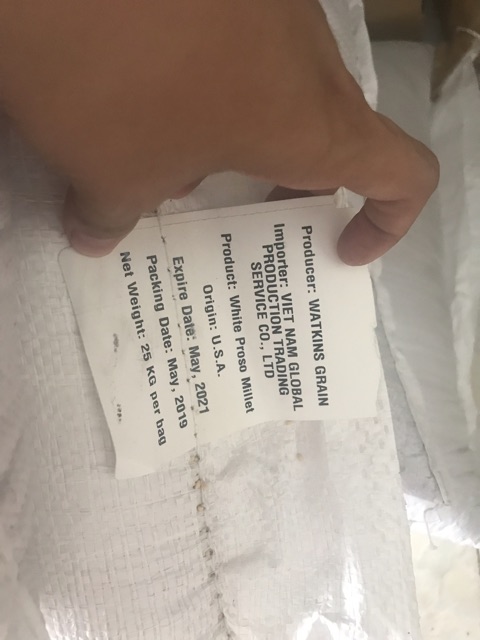 Producer: WATKINS GRAIN
Importer: VIET NAM GLOBAL
PRODUCTION TRADING
SERVICE CO., LTD
Product: White Proso Millet
Origin: U.S.A.
Expire Date: May, 2021
Packing Date: May, 2019
Net Weight: 25 KG per bag